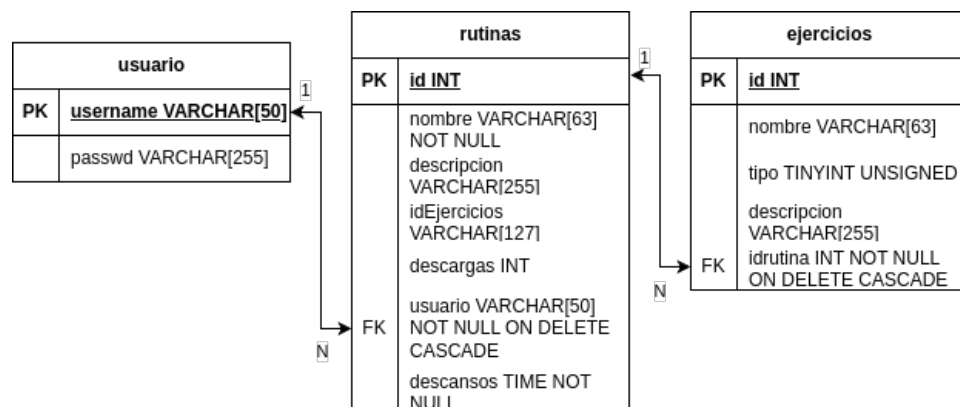 usuario
PK username VARCHAR[50]
passwd VARCHAR[255]
1
N
rutinas
PK id INT
nombre VARCHAR[63]
NOT NULL
descripcion
VARCHAR[255]
idEjercicios
VARCHAR[127]
descargas INT
FK
usuario VARCHAR[50]
NOT NULL ON DELETE
CASCADE
descansos TIME NOT
NULL
1
N
ejercicios
PK id INT
nombre VARCHAR[63]
tipo TINYINT UNSIGNED
descripcion
VARCHAR[255]
FK
idrutina INT NOT NULL
ON DELETE CASCADE